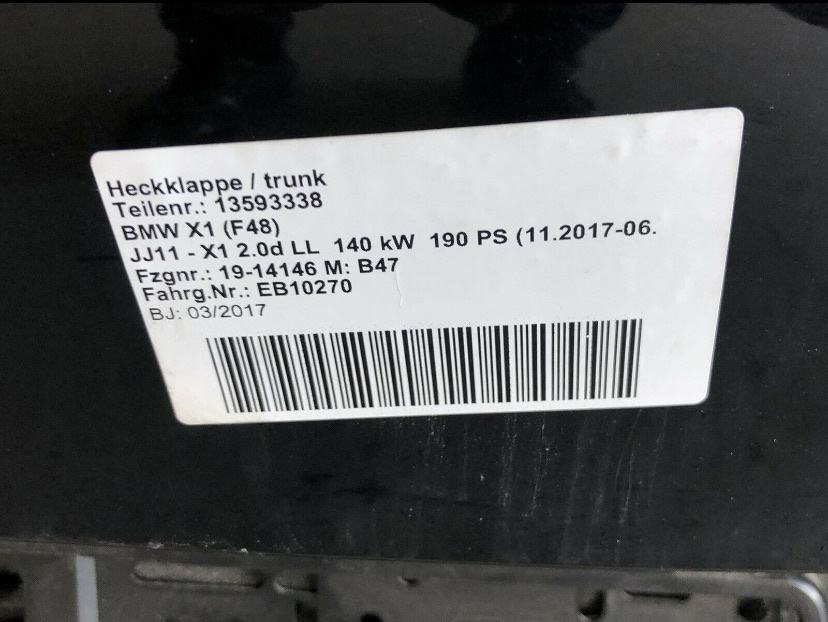 Heckklappe / trunk
Teilenr.: 13593338
BMW X1 (F48)
JJ11 - X1 2.0d LL 140 kW 190 PS (11.2017-06.
Fzgnr.: 19-14146 M: B47
Fahrg.Nr.: EB10270
BJ: 03/2017